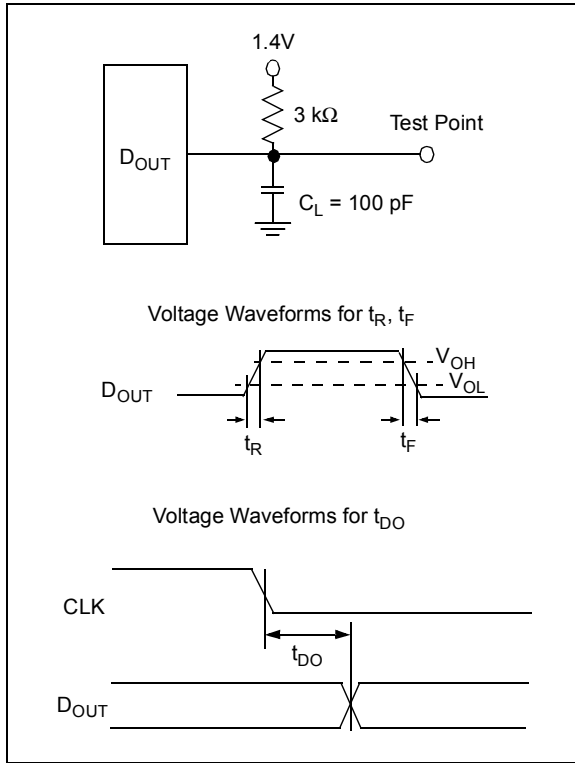 1.4V
3 kΩ
Test Point
DOUT
CL = 100 pF
Voltage Waveforms for tR, tF
VOH
VOL
DOUT
tR
tF
Voltage Waveforms for tDO
CLK
tDO
DOUT